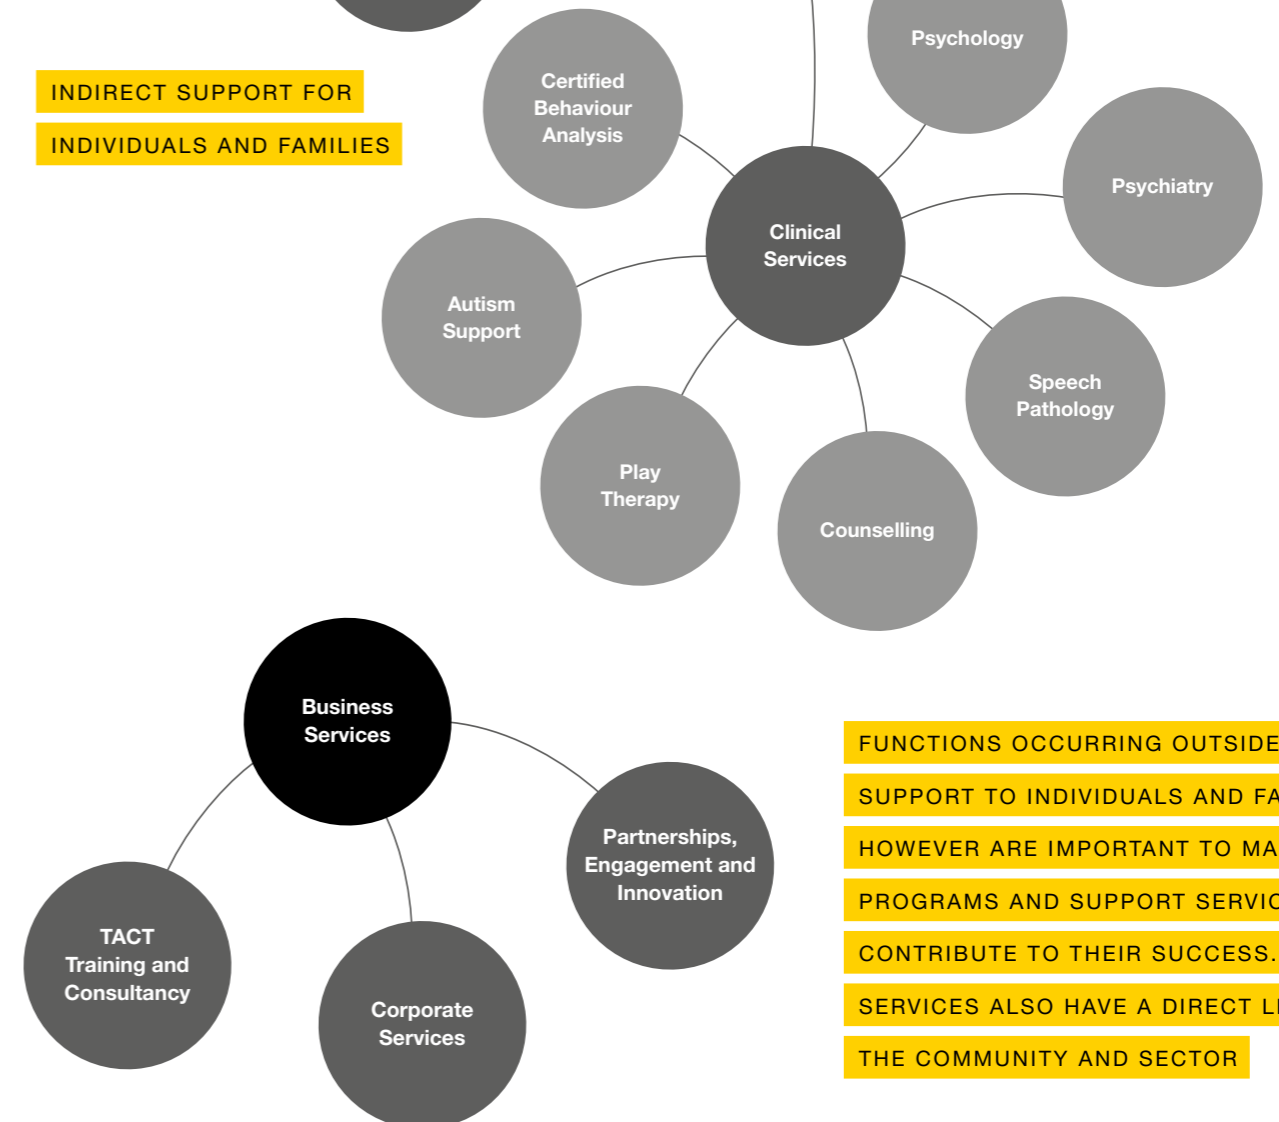 Psychology
Certified
Behaviour
Analysis
INDIRECT SUPPORT FOR
INDIVIDUALS AND FAMILIES
Psychiatry
Clinical
Services
Autism
Support
Speech
Pathology
Play
Therapy
Counselling
Business
Services
FUNCTIONS OCCURRING OUTSIDE
SUPPORT TO INDIVIDUALS AND
HOWEVER ARE IMPORTANT TO
PROGRAMS AND SUPPORT
CONTRIBUTE TO THEIR SUCCESS.
SERVICES ALSO HAVE A DIRECT
THE COMMUNITY AND SECTOR
Partnerships,
Engagement and
Innovation
TACT
Training and
Consultancy
Corporate
Services